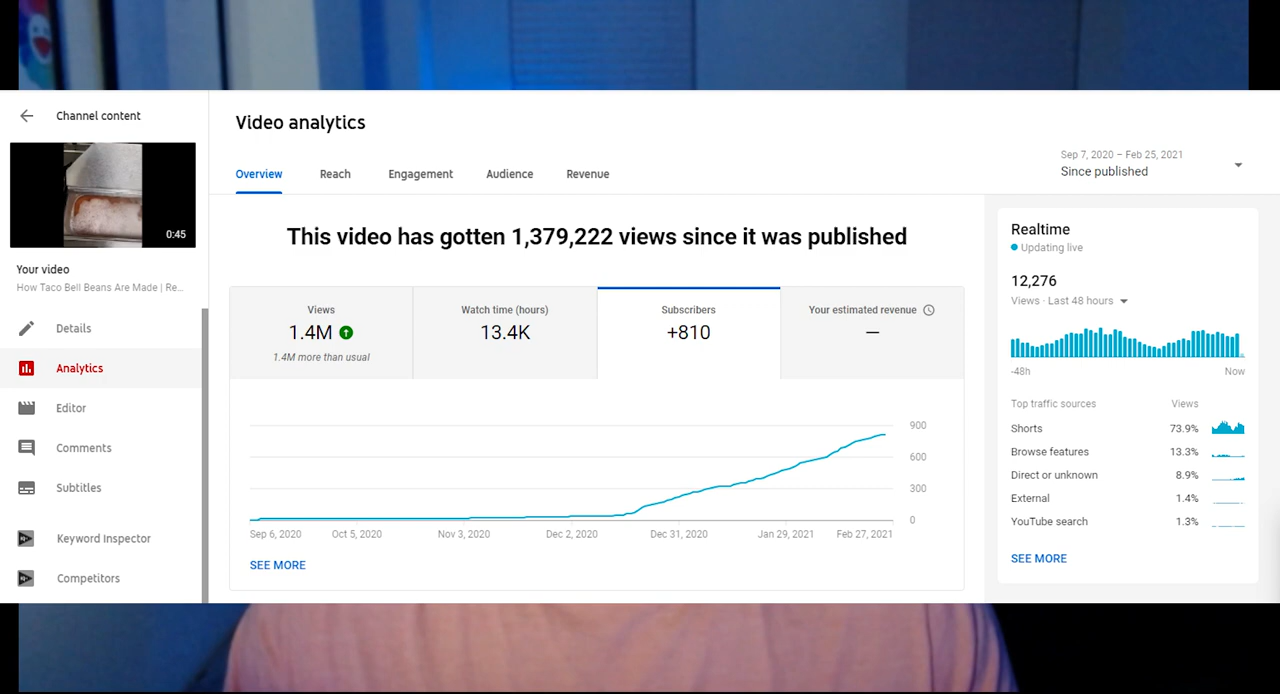 Channel content
0:45
Your video
How Taco Bell Beans Are Made | Re...
Details
Analytics
Editor
Comments
Subtitles
Keyword Inspector
Competitors
Video analytics
Overview Reach Engagement Audience Revenue
Sep 7, 2020 – Feb 25, 2021
Since published
This video has gotten 1,379,222 views since it was published
Views
1.4M
1.4M more than usual
Watch time (hours)
13.4K
Subscribers
+810
Your estimated revenue
—
900
600
300
0
Sep 6, 2020 Oct 5, 2020 Nov 3, 2020 Dec 2, 2020 Dec 31, 2020 Jan 29, 2021 Feb 27, 2021
SEE MORE
Realtime
Updating live
12,276
Views · Last 48 hours
-48h Now
Top traffic sources Views
Shorts 73.9%
Browse features 13.3%
Direct or unknown 8.9%
External 1.4%
YouTube search 1.3%
SEE MORE